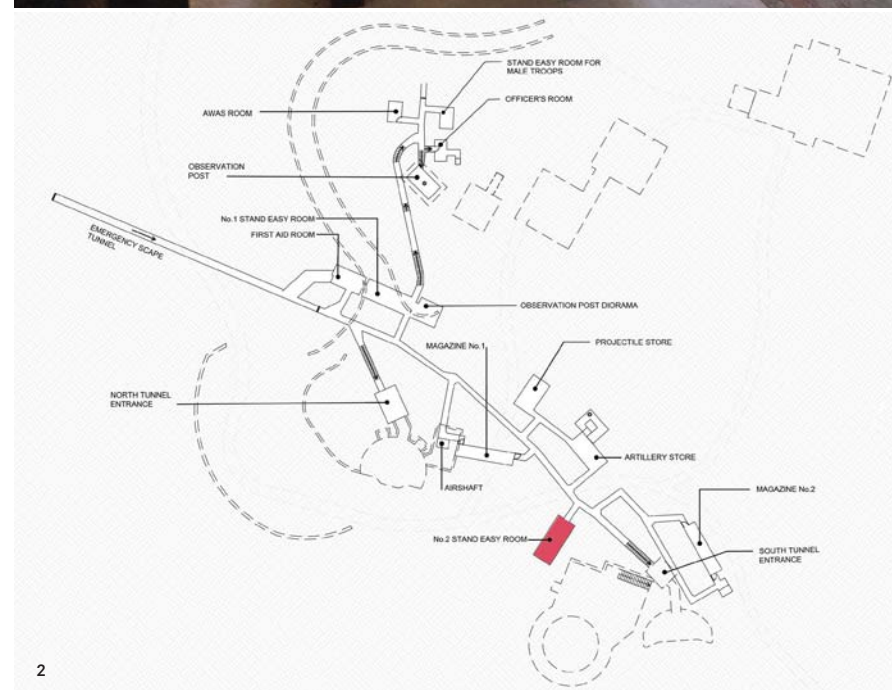 STAND EASY ROOM FOR
MALE TROOPS
OFFICER'S ROOM
AWAS ROOM
OBSERVATION
POST
No.1 STAND EASY ROOM
FIRST AID ROOM
EMERGENCY SCAPE
TUNNEL
OBSERVATION POST DIORAMA
MAGAZINE No.1
PROJECTILE STORE
NORTH TUNNEL
ENTRANCE
ARTILLERY STORE
AIRSHAFT
MAGAZINE No.2
No.2 STAND EASY ROOM
SOUTH TUNNEL
ENTRANCE
2